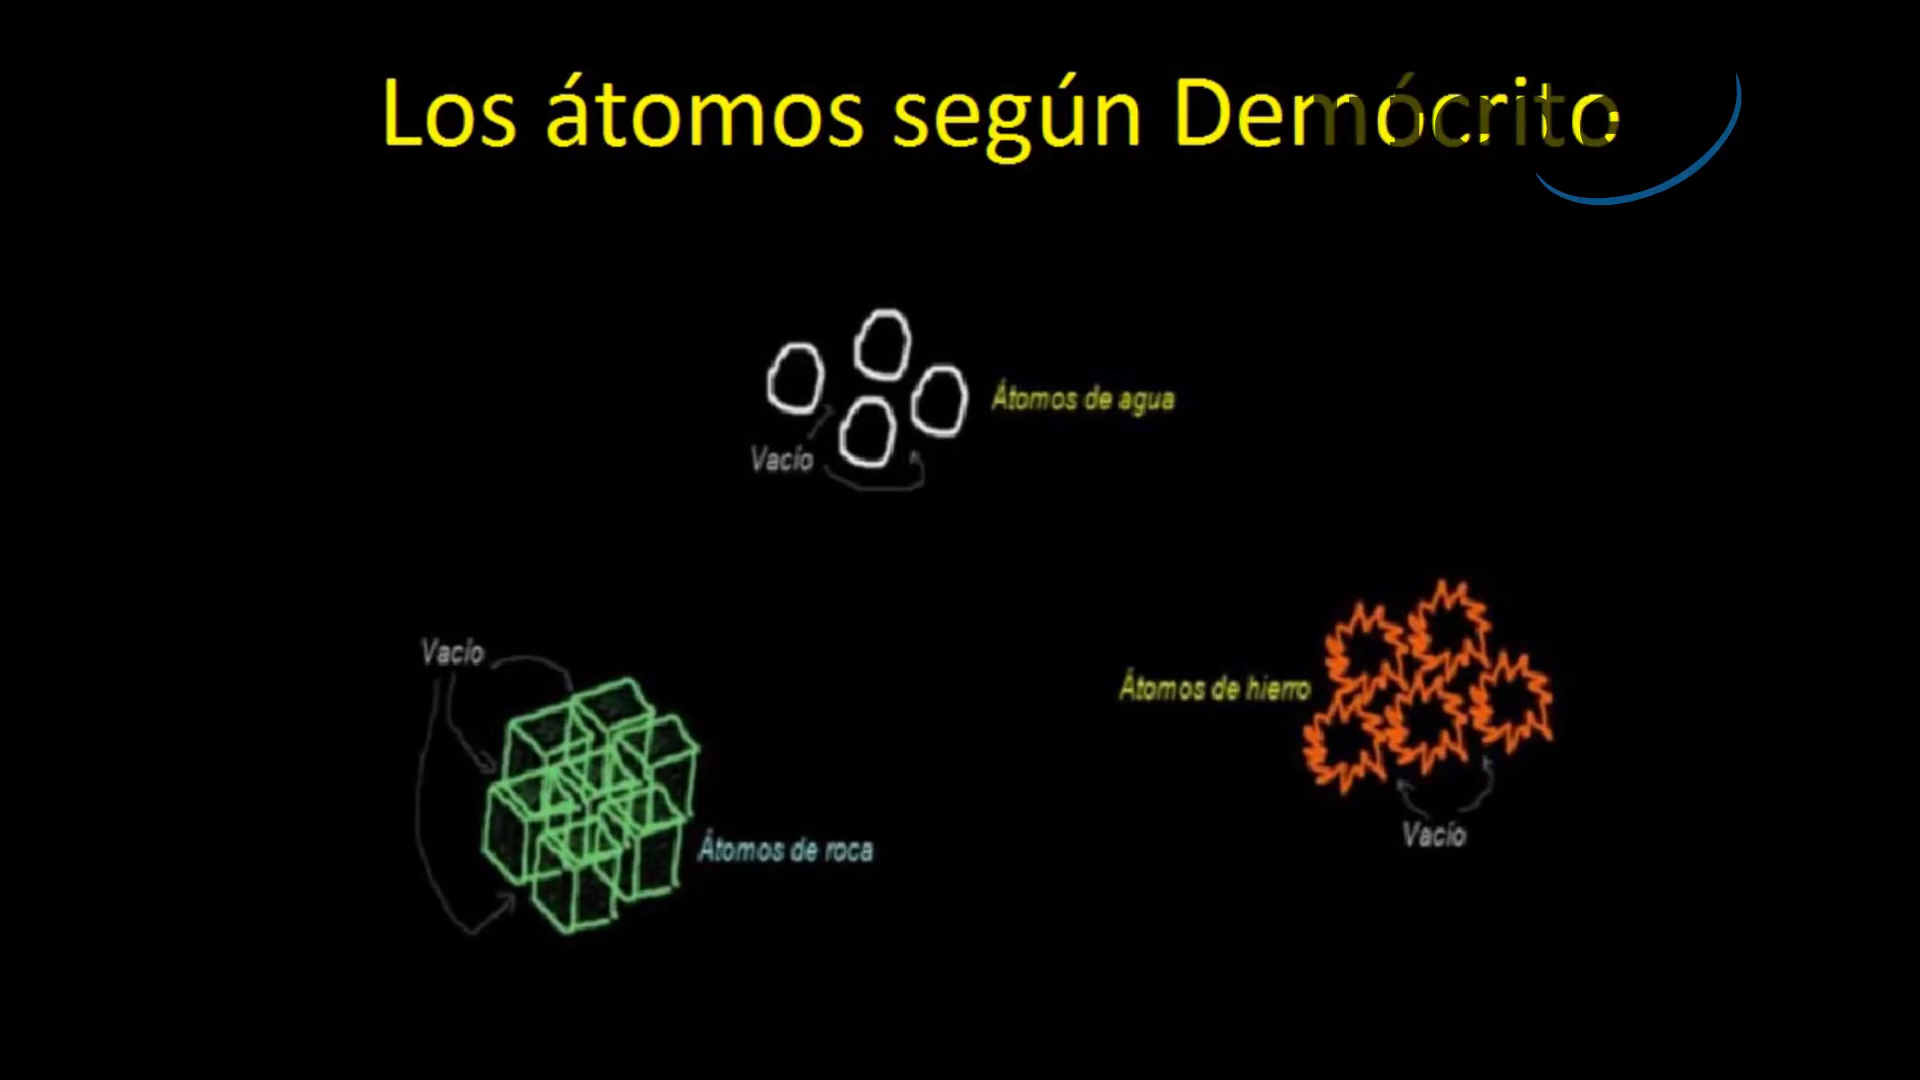 Los átomos según Demócrito
Átomos de agua
Vacío
Vacío
Átomos de hierro
Vacío
Átomos de roca